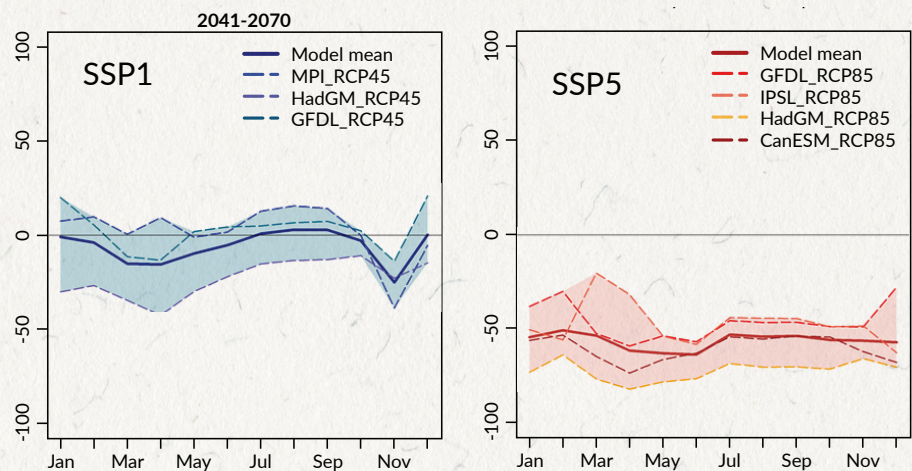 2041-2070
SSP1
Model mean
MPI_RCP45
HadGM_RCP45
GFDL_RCP45
100
50
0
-50
-100
Jan
Mar
May
Jul
Sep
Nov
SSP5
Model mean
GFDL_RCP85
IPSL_RCP85
HadGM_RCP85
CanESM_RCP85
100
50
0
-50
-100
Jan
Mar
May
Jul
Sep
Nov